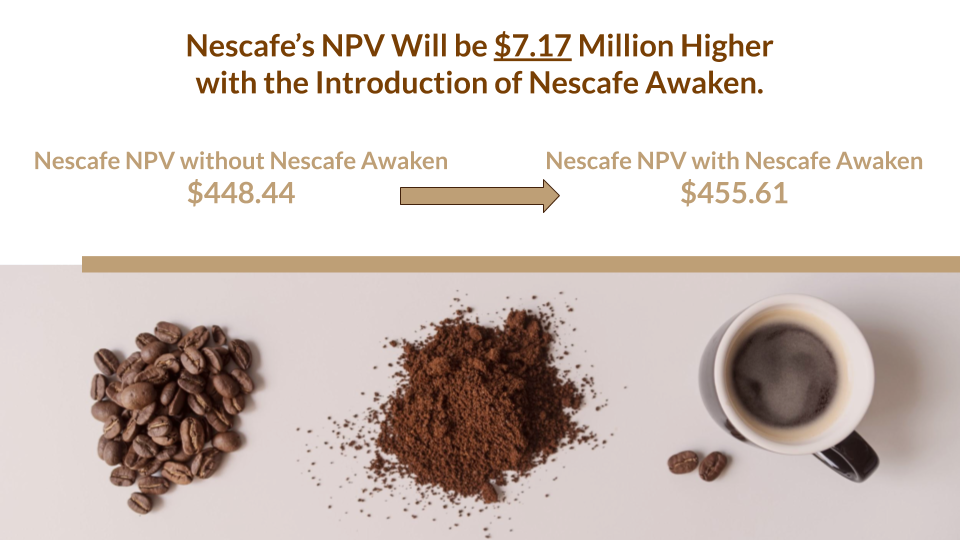 Nescafe’s NPV Will be $7.17 Million Higher
with the Introduction of Nescafe Awaken.
Nescafe NPV without Nescafe Awaken
$448.44
Nescafe NPV with Nescafe Awaken
$455.61